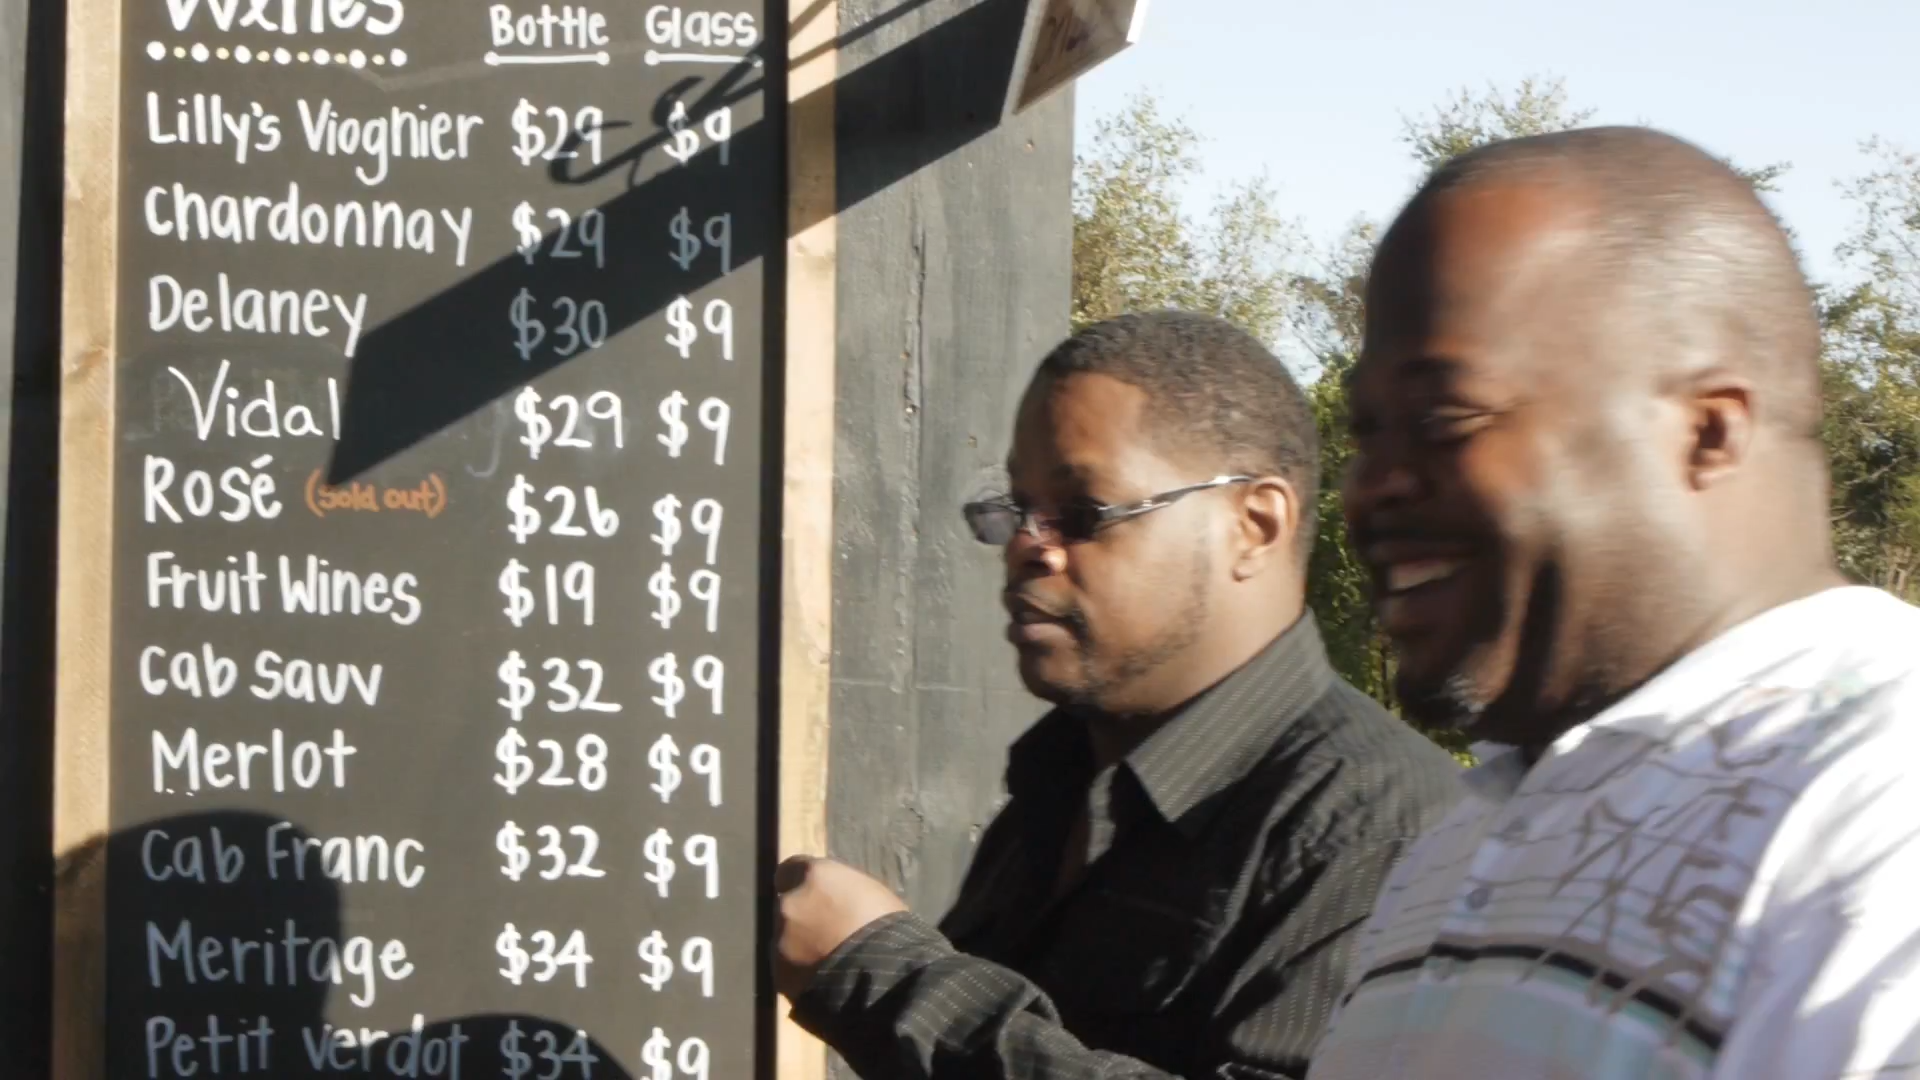 Wines Bottle Glass
Lilly's Viognier $29 $9
Chardonnay $29 $9
Delaney $30 $9
Vidal $29 $9
Rosé (sold out) $26 $9
Fruit Wines $19 $9
Cab Sauv $32 $9
Merlot $28 $9
Cab Franc $32 $9
Meritage $34 $9
Petit Verdot $34 $9